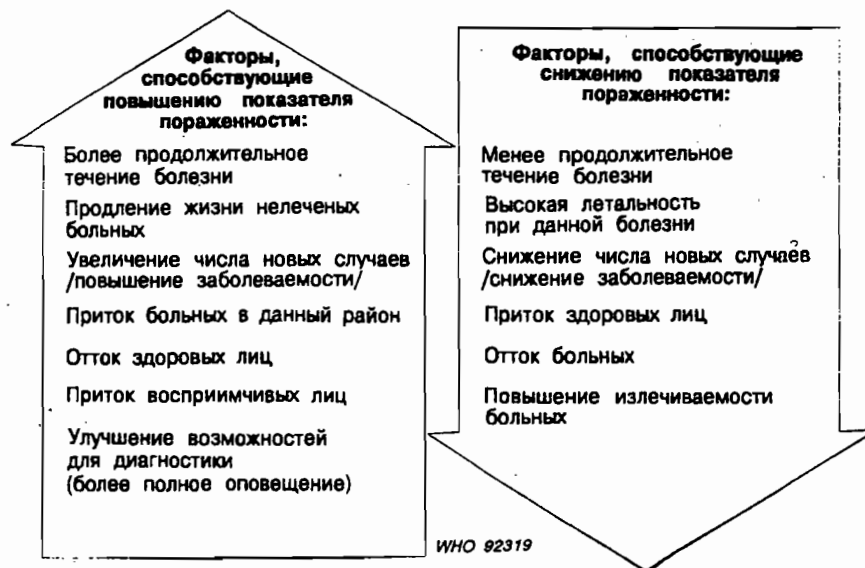 Факторы,
способствующие
повышению показателя
пораженности:
Более продолжительное
течение болезни
Продление жизни нелеченых
больных
Увеличение числа новых случаев
/повышение заболеваемости/
Приток больных в данный район
Отток здоровых лиц
Приток восприимчивых лиц
Улучшение возможностей
для диагностики
(более полное оповещение)
Факторы, способствующие
снижению показателя
пораженности:
Менее продолжительное
течение болезни
Высокая летальность
при данной болезни
Снижение числа новых случаев
/снижение заболеваемости/
Приток здоровых лиц
Отток больных
Повышение излечиваемости
больных
WHO 92319